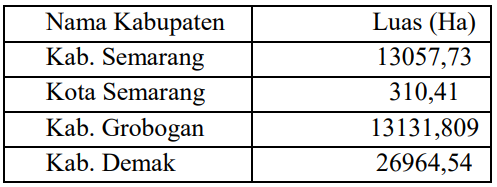 Nama Kabupaten Luas (Ha)
Kab. Semarang 13057,73
Kota Semarang 310,41
Kab. Grobogan 13131,809
Kab. Demak 26964,54